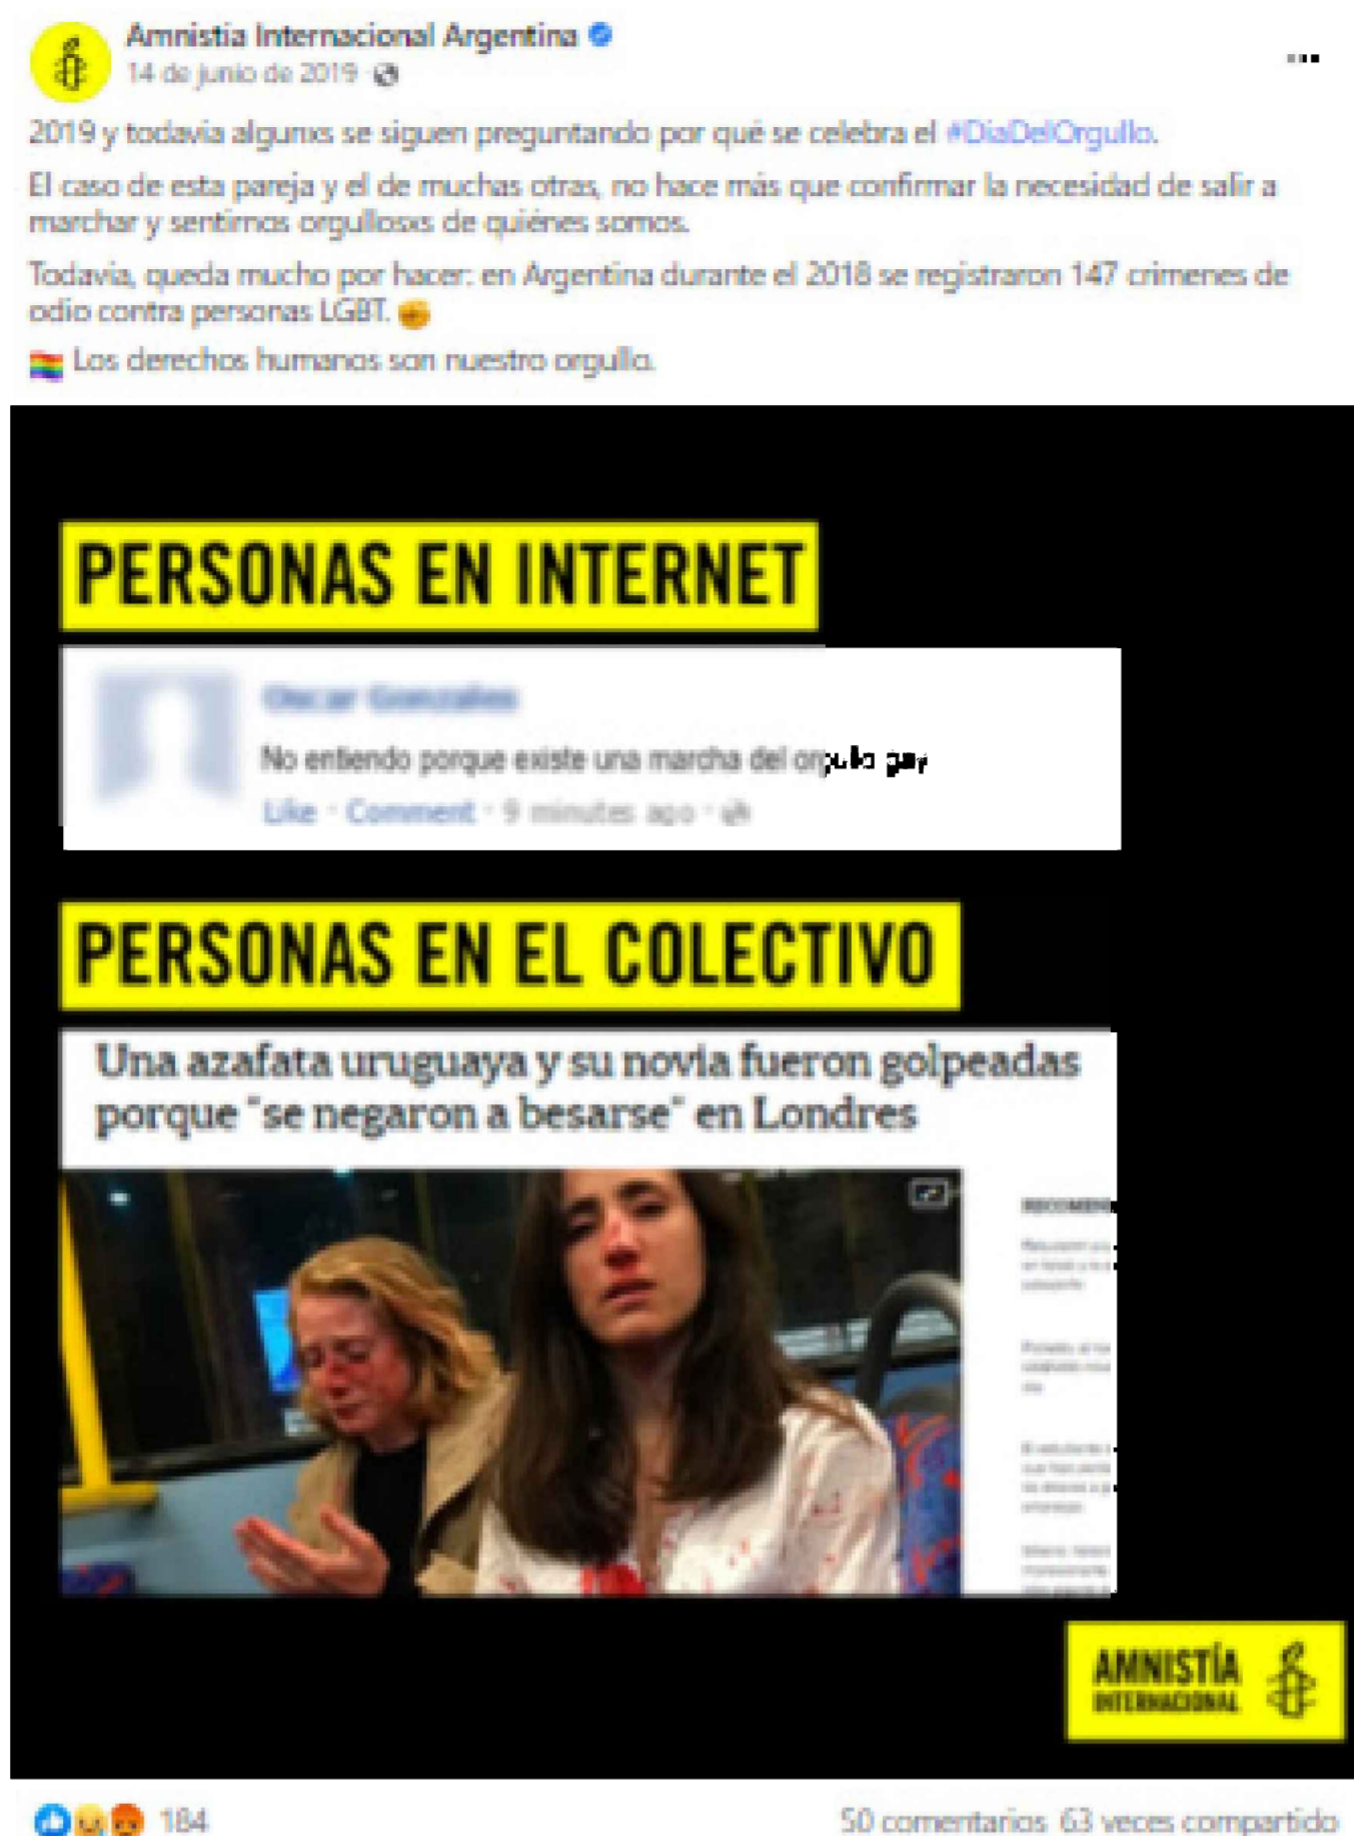 Amnistía Internacional Argentina
14 de junio de 2019
2019 y todavía algunxs se siguen preguntando por qué se celebra el #DiaDelOrgullo.
El caso de esta pareja y el de muchas otras, no hace más que confirmar la necesidad de salir a
marchar y sentirnos orgullosxs de quiénes somos.
Todavía, queda mucho por hacer: en Argentina durante el 2018 se registraron 147 crímenes de
odio contra personas LGBT.
Los derechos humanos son nuestro orgullo.
PERSONAS EN INTERNET
Oscar Gonzales
No entiendo porque existe una marcha del orgullo gay
Like · Comment · 9 minutes ago
PERSONAS EN EL COLECTIVO
Una azafata uruguaya y su novia fueron golpeadas
porque "se negaron a besarse" en Londres
AMNISTÍA
INTERNACIONAL
184
50 comentarios 63 veces compartido